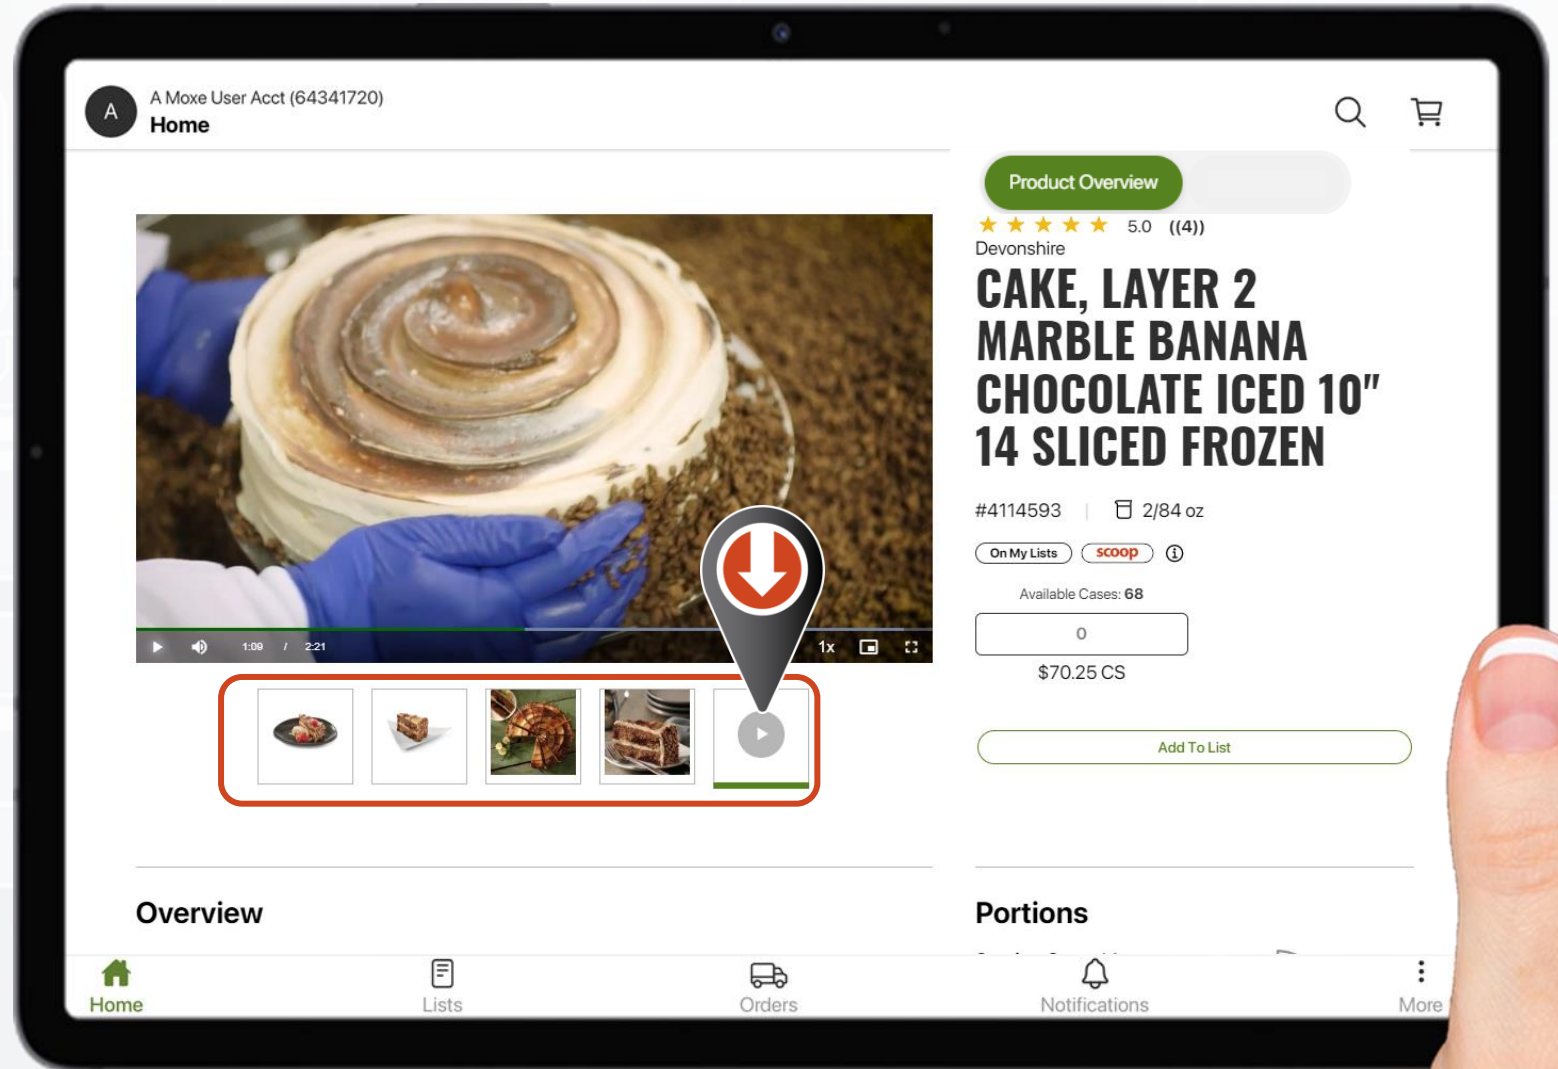 A
A Moxe User Acct (64341720)
Home
Product Overview
5.0 ((4))
Devonshire
CAKE, LAYER 2
MARBLE BANANA
CHOCOLATE ICED 10"
14 SLICED FROZEN
#4114593 | 2/84 oz
On My Lists scoop
Available Cases: 68
0
$70.25 CS
Add To List
1:09 / 2:21 1x
Overview
Portions
Home
Lists
Orders
Notifications
More